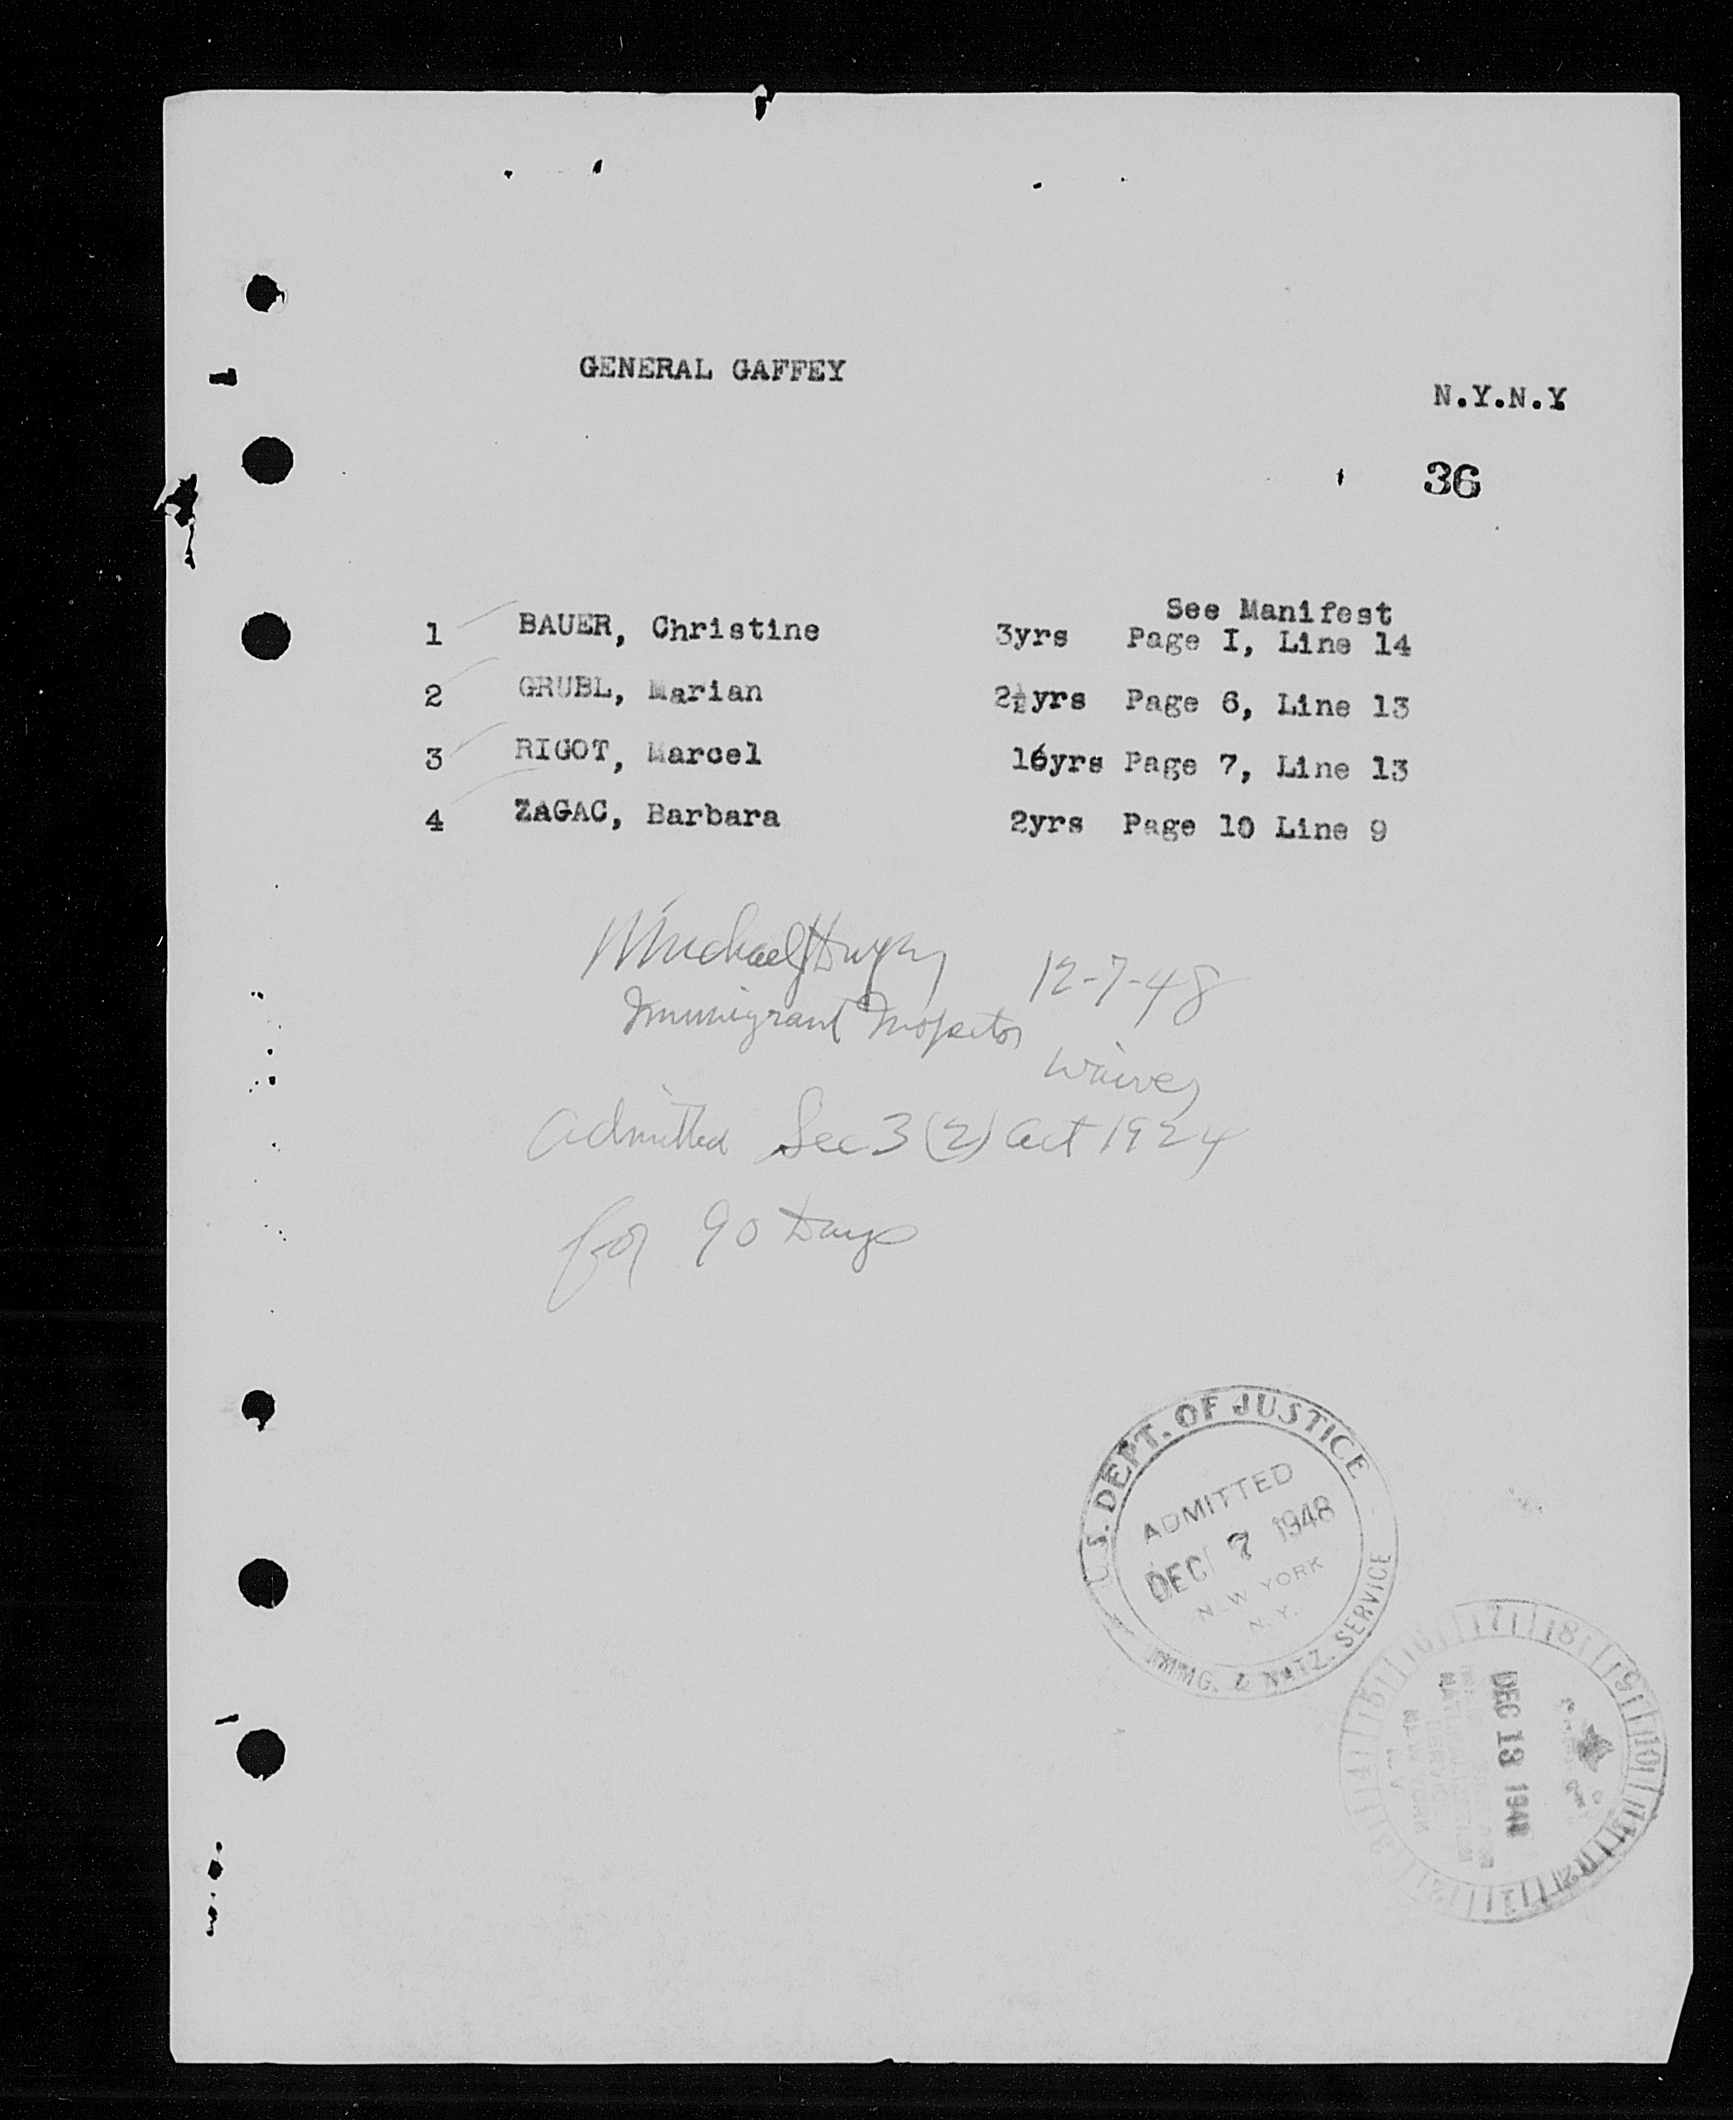 GENERAL GAFFEY
N.Y.N.Y.
36
See Manifest
1 BAUER, Christine 3yrs Page I, Line 14
2 GRUBL, Marian 2½yrs Page 6, Line 13
3 RIGOT, Marcel 16yrs Page 7, Line 13
4 ZAGAC, Barbara 2yrs Page 10 Line 9
Michael 12-7-48
Immigrant Inspector
Waiver
Admitted Sec 3 (2) Act 1924
for 90 Days
U.S. DEPT. OF JUSTICE
ADMITTED
DEC 7 1948
NEW YORK
N.Y.
IMMG. & NATZ. SERVICE
DEC 13 1948
NEW YORK
N.Y.